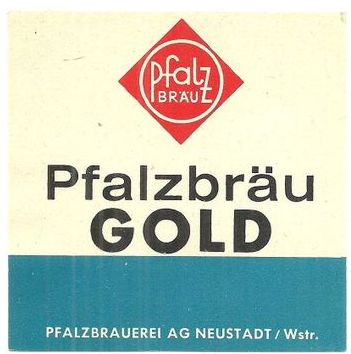 Pfalz
BRÄU
Pfalzbräu
GOLD
PFALZBRAUEREI AG NEUSTADT / Wstr.